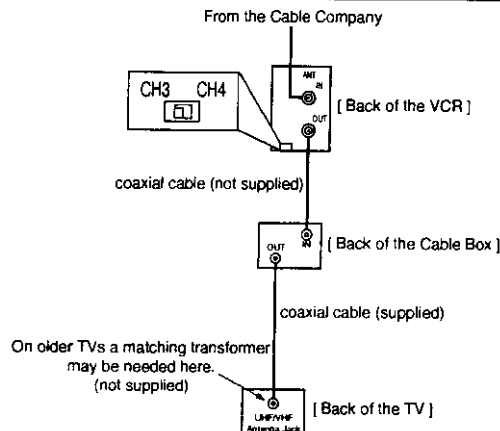 From the Cable Company
ANT
IN
CH3 CH4
OUT
[ Back of the VCR ]
coaxial cable (not supplied)
OUT
IN
[ Back of the Cable Box ]
coaxial cable (supplied)
On older TVs a matching transformer
may be needed here.
(not supplied)
UHF/VHF
Antenna Jack
[ Back of the TV ]